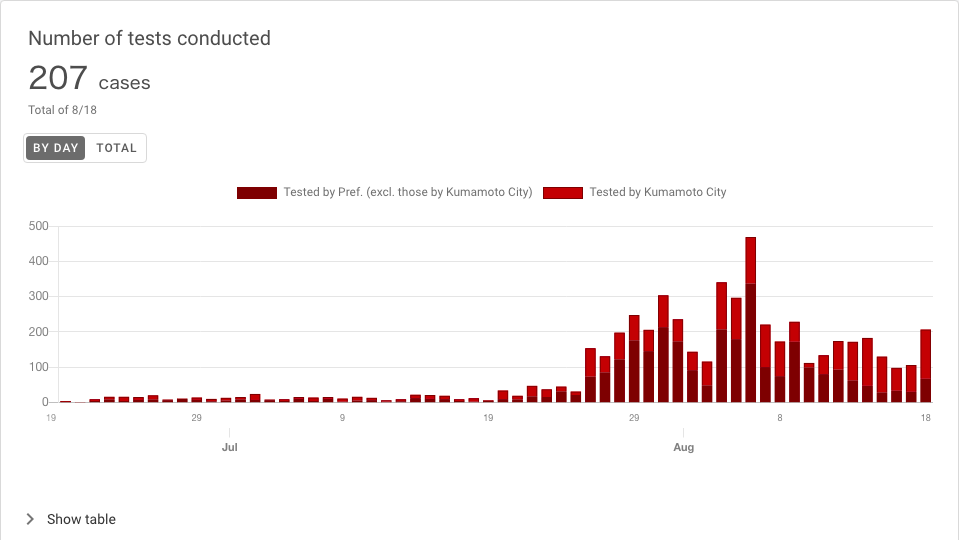 Number of tests conducted
207 cases
Total of 8/18
BY DAY TOTAL
Tested by Pref. (excl. those by Kumamoto City) Tested by Kumamoto City
500
400
300
200
100
0
19 29 9 19 29 8 18
Jul Aug
Show table